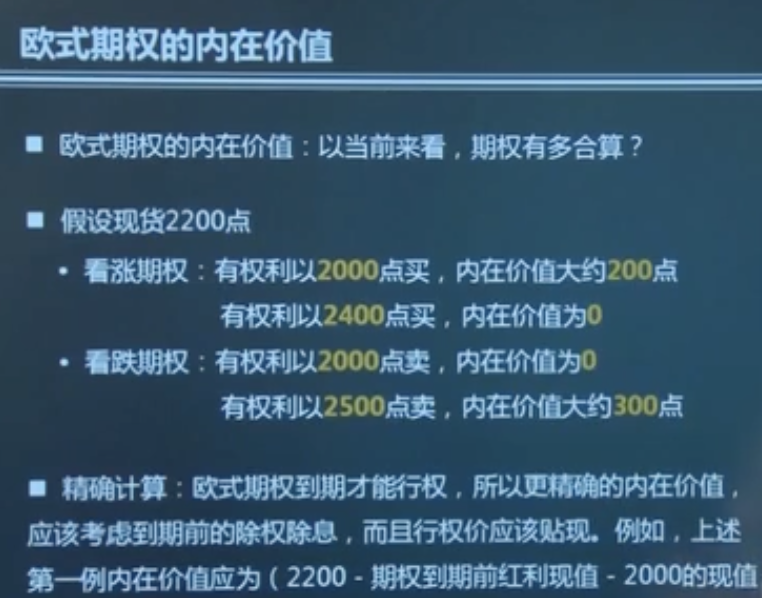 欧式期权的内在价值
■ 欧式期权的内在价值：以当前来看，期权有多合算？
■ 假设现货2200点
• 看涨期权：有权利以2000点买，内在价值大约200点
有权利以2400点买，内在价值为0
• 看跌期权：有权利以2000点卖，内在价值为0
有权利以2500点卖，内在价值大约300点
■ 精确计算：欧式期权到期才能行权，所以更精确的内在价值，
应该考虑到期前的除权除息，而且行权价应该贴现。例如，上述
第一例内在价值应为（2200 - 期权到期前红利现值 - 2000的现值